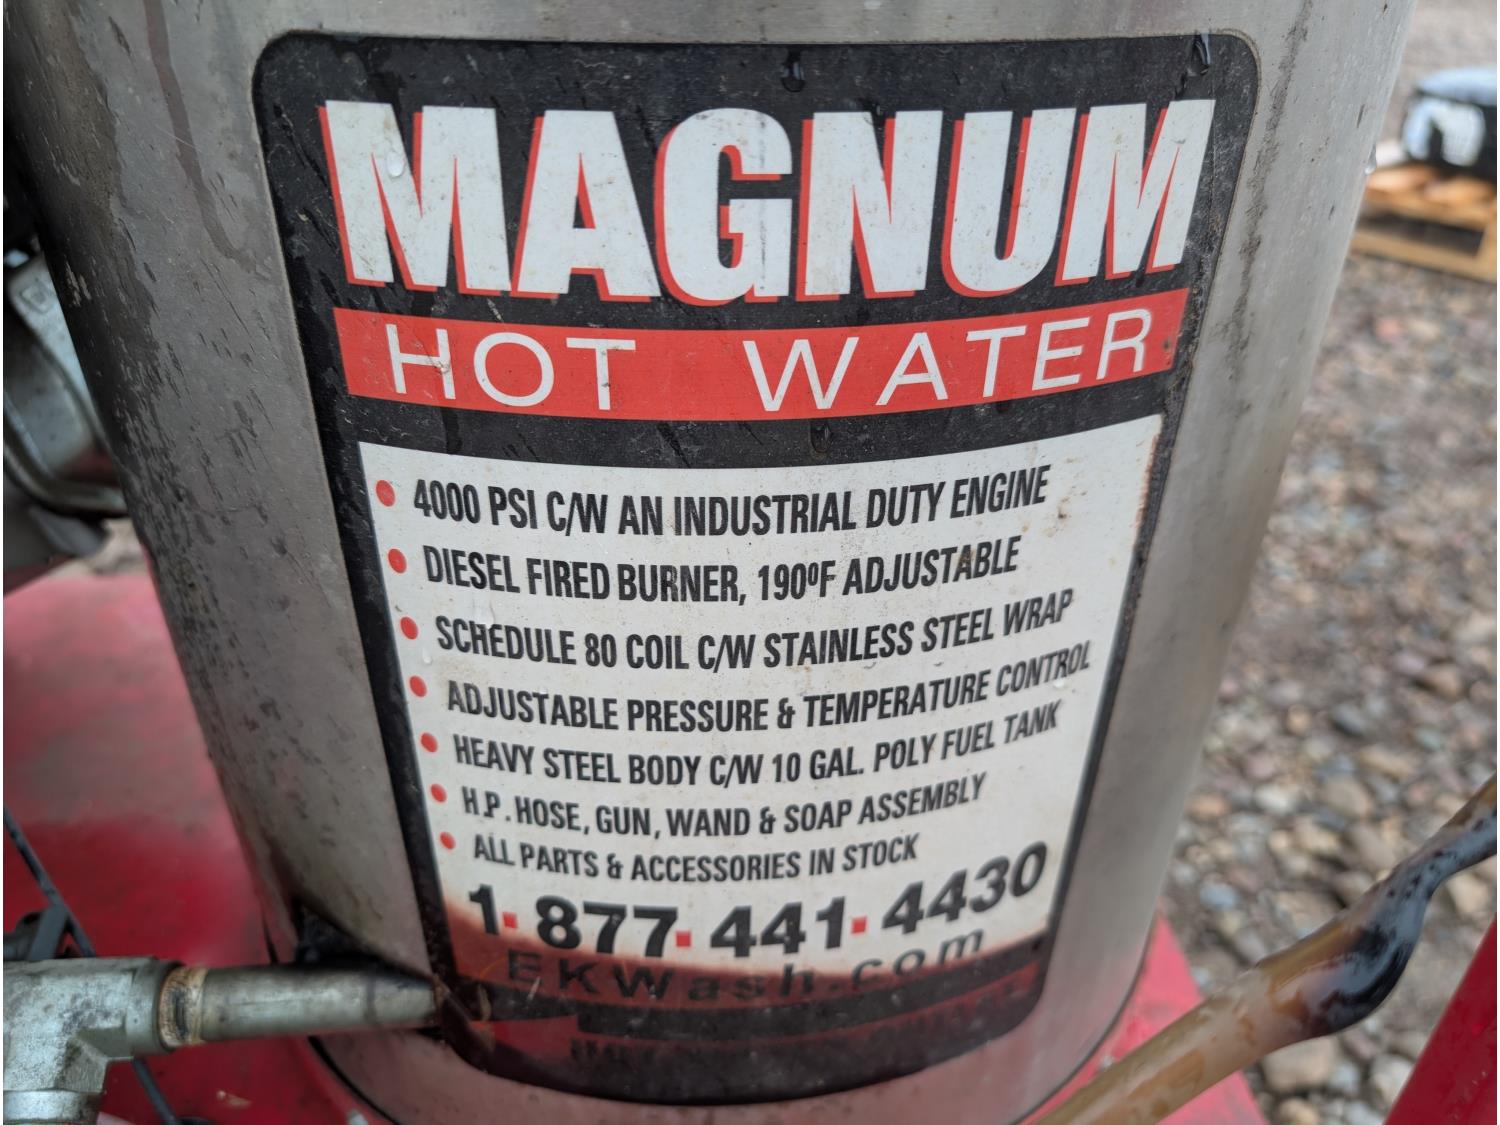 MAGNUM
HOT WATER
4000 PSI C/W AN INDUSTRIAL DUTY ENGINE
DIESEL FIRED BURNER, 190ºF ADJUSTABLE
SCHEDULE 80 COIL C/W STAINLESS STEEL WRAP
ADJUSTABLE PRESSURE & TEMPERATURE CONTROL
HEAVY STEEL BODY C/W 10 GAL. POLY FUEL TANK
H.P. HOSE, GUN, WAND & SOAP ASSEMBLY
ALL PARTS & ACCESSORIES IN STOCK
1·877·441·4430
EKWash.com